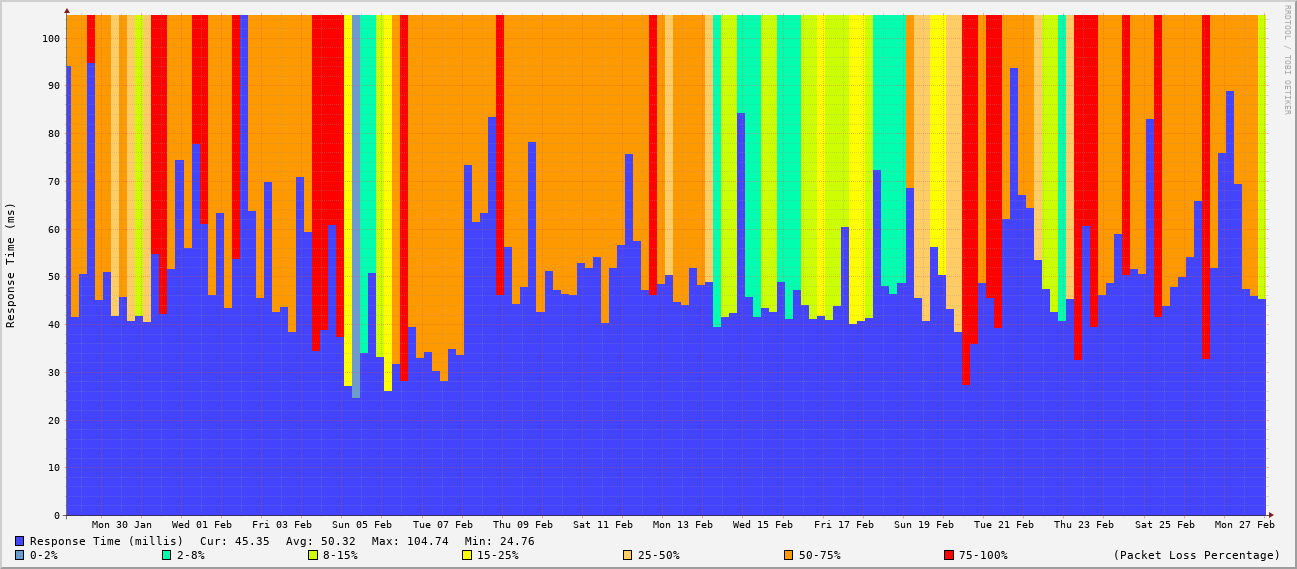 RRDTOOL / TOBI OETIKER
Response Time (ms)
100
90
80
70
60
50
40
30
20
10
0
Mon 30 Jan Wed 01 Feb Fri 03 Feb Sun 05 Feb Tue 07 Feb Thu 09 Feb Sat 11 Feb Mon 13 Feb Wed 15 Feb Fri 17 Feb Sun 19 Feb Tue 21 Feb Thu 23 Feb Sat 25 Feb Mon 27 Feb
Response Time (millis) Cur: 45.35 Avg: 50.32 Max: 104.74 Min: 24.76
0-2% 2-8% 8-15% 15-25% 25-50% 50-75% 75-100% (Packet Loss Percentage)